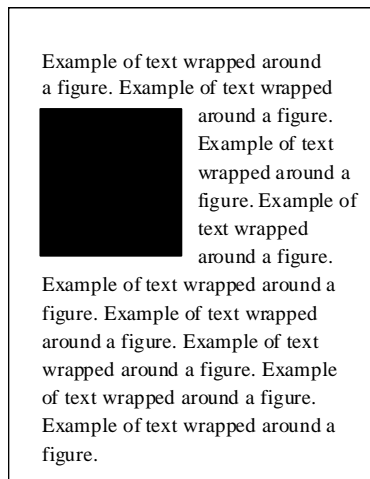 Example of text wrapped around
a figure. Example of text wrapped
around a figure.
Example of text
wrapped around a
figure. Example of
text wrapped
around a figure.
Example of text wrapped around a
figure. Example of text wrapped
around a figure. Example of text
wrapped around a figure. Example
of text wrapped around a figure.
Example of text wrapped around a
figure.